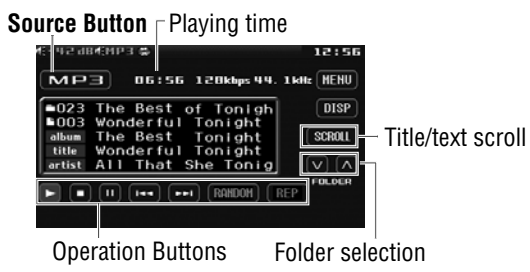 Source Button
Playing time
-42dB MP3 12:56
MP3 06:56 128kbps 44.1kHz MENU
023 The Best of Tonigh DISP
003 Wonderful Tonight
album The Best SCROLL
Title/text scroll
title Wonderful Tonight
artist All That She Tonig
FOLDER
RANDOM REP
Operation Buttons
Folder selection